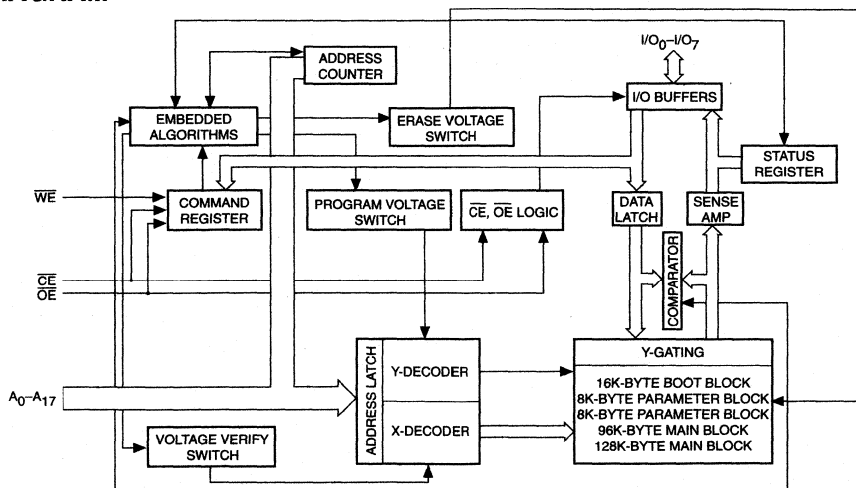 I/O0–I/O7
ADDRESS
COUNTER
I/O BUFFERS
EMBEDDED
ALGORITHMS
ERASE VOLTAGE
SWITCH
STATUS
REGISTER
WE
COMMAND
REGISTER
PROGRAM VOLTAGE
SWITCH
CE, OE LOGIC
DATA
LATCH
SENSE
AMP
CE
OE
COMPARATOR
ADDRESS LATCH
Y-DECODER
X-DECODER
Y-GATING
16K-BYTE BOOT BLOCK
8K-BYTE PARAMETER BLOCK
8K-BYTE PARAMETER BLOCK
96K-BYTE MAIN BLOCK
128K-BYTE MAIN BLOCK
A0–A17
VOLTAGE VERIFY
SWITCH